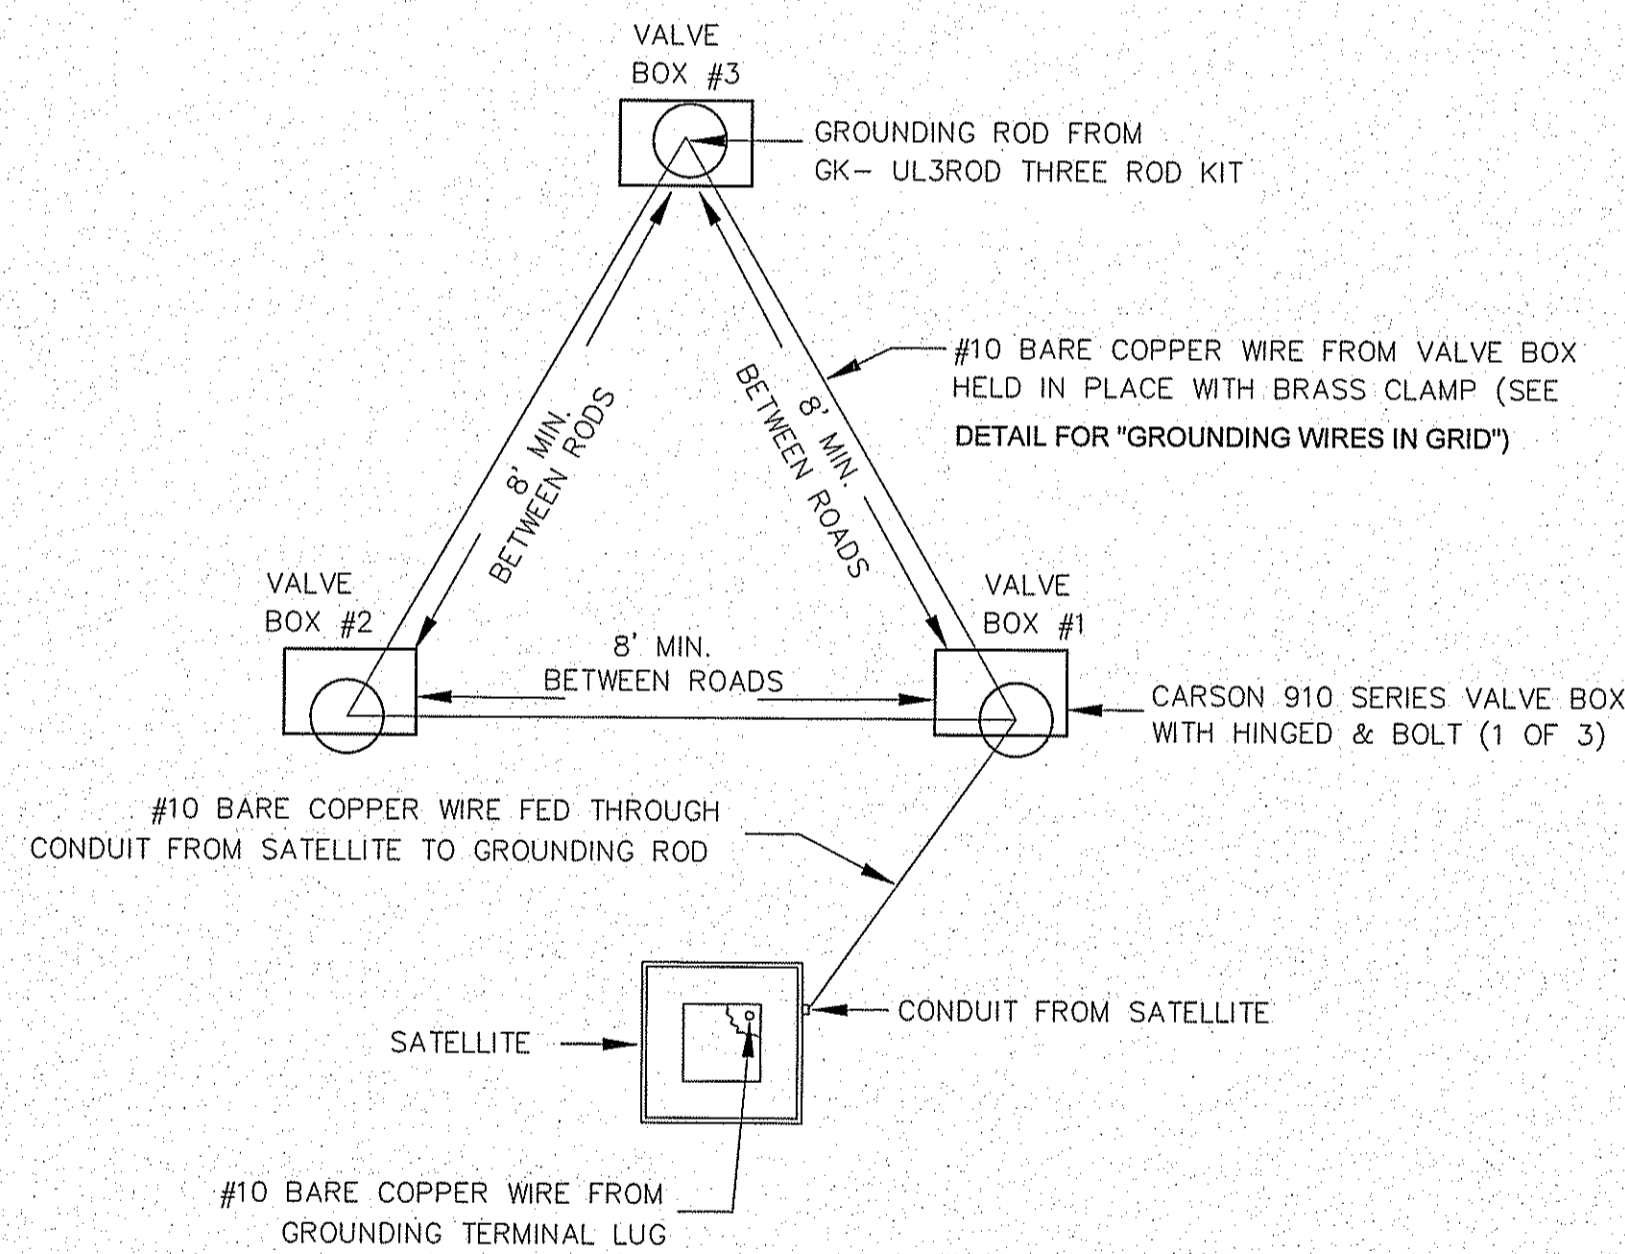 VALVE
BOX #3
GROUNDING ROD FROM
GK- UL3ROD THREE ROD KIT
#10 BARE COPPER WIRE FROM VALVE BOX
HELD IN PLACE WITH BRASS CLAMP (SEE
DETAIL FOR "GROUNDING WIRES IN GRID")
8' MIN.
BETWEEN RODS
8' MIN.
BETWEEN ROADS
VALVE
BOX #2
8' MIN.
BETWEEN ROADS
VALVE
BOX #1
CARSON 910 SERIES VALVE BOX
WITH HINGED & BOLT (1 OF 3)
#10 BARE COPPER WIRE FED THROUGH
CONDUIT FROM SATELLITE TO GROUNDING ROD
CONDUIT FROM SATELLITE
SATELLITE
#10 BARE COPPER WIRE FROM
GROUNDING TERMINAL LUG